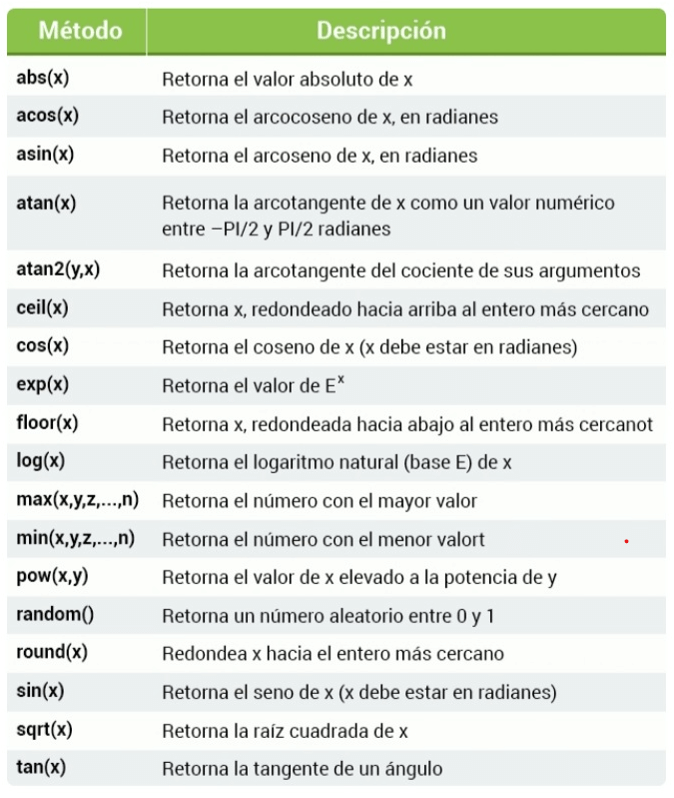 Método Descripción
abs(x) Retorna el valor absoluto de x
acos(x) Retorna el arcocoseno de x, en radianes
asin(x) Retorna el arcoseno de x, en radianes
atan(x) Retorna la arcotangente de x como un valor numérico
entre –PI/2 y PI/2 radianes
atan2(y,x) Retorna la arcotangente del cociente de sus argumentos
ceil(x) Retorna x, redondeado hacia arriba al entero más cercano
cos(x) Retorna el coseno de x (x debe estar en radianes)
exp(x) Retorna el valor de Eˣ
floor(x) Retorna x, redondeada hacia abajo al entero más cercanot
log(x) Retorna el logaritmo natural (base E) de x
max(x,y,z,...,n) Retorna el número con el mayor valor
min(x,y,z,...,n) Retorna el número con el menor valort
pow(x,y) Retorna el valor de x elevado a la potencia de y
random() Retorna un número aleatorio entre 0 y 1
round(x) Redondea x hacia el entero más cercano
sin(x) Retorna el seno de x (x debe estar en radianes)
sqrt(x) Retorna la raíz cuadrada de x
tan(x) Retorna la tangente de un ángulo